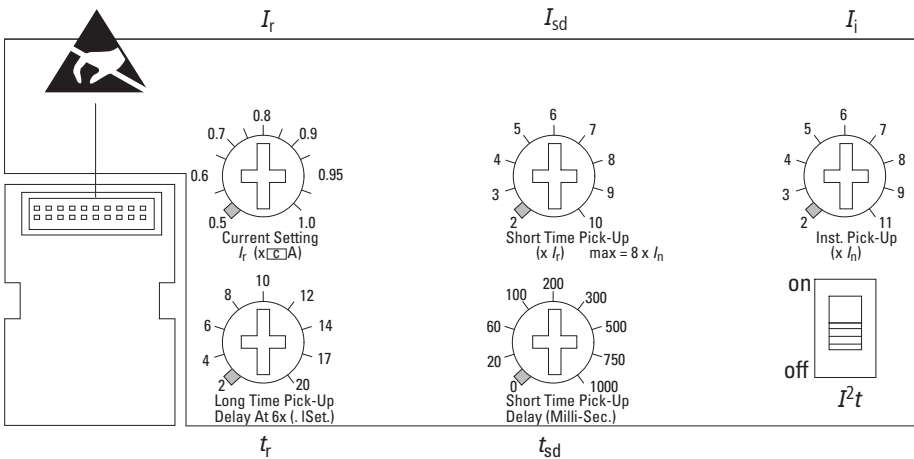 Ir Isd Ii
0.5 0.6 0.7 0.8 0.9 0.95 1.0
Current Setting
Ir (x c A)
2 3 4 5 6 7 8 9 10
Short Time Pick-Up
(x Ir) max = 8 x In
2 3 4 5 6 7 8 9 11
Inst. Pick-Up
(x In)
2 4 6 8 10 12 14 17 20
Long Time Pick-Up
Delay At 6x (. ISet.)
0 20 60 100 200 300 500 750 1000
Short Time Pick-Up
Delay (Milli-Sec.)
on
off
I²t
tr tsd